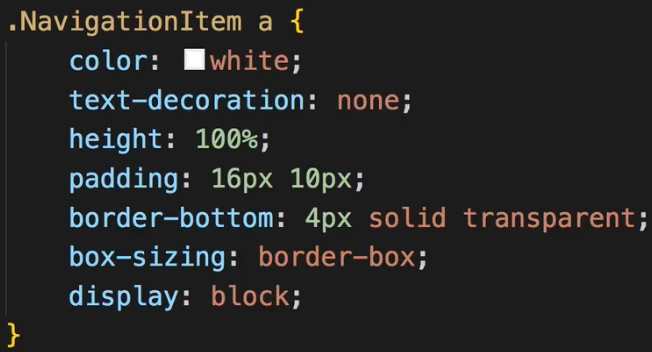 .NavigationItem a {
color: white;
text-decoration: none;
height: 100%;
padding: 16px 10px;
border-bottom: 4px solid transparent;
box-sizing: border-box;
display: block;
}